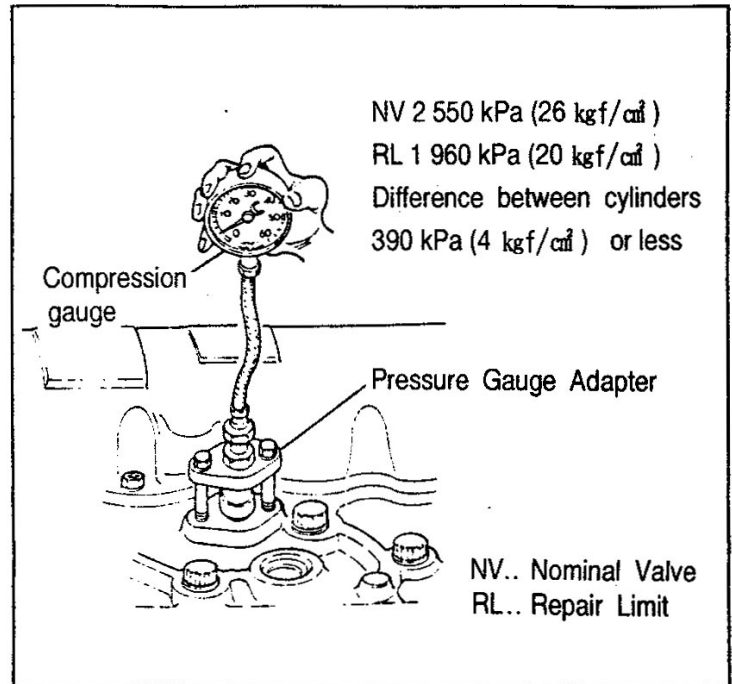 NV 2 550 kPa (26 kgf/㎠)
RL 1 960 kPa (20 kgf/㎠)
Difference between cylinders
390 kPa (4 kgf/㎠) or less
Compression
gauge
Pressure Gauge Adapter
NV.. Nominal Valve
RL.. Repair Limit